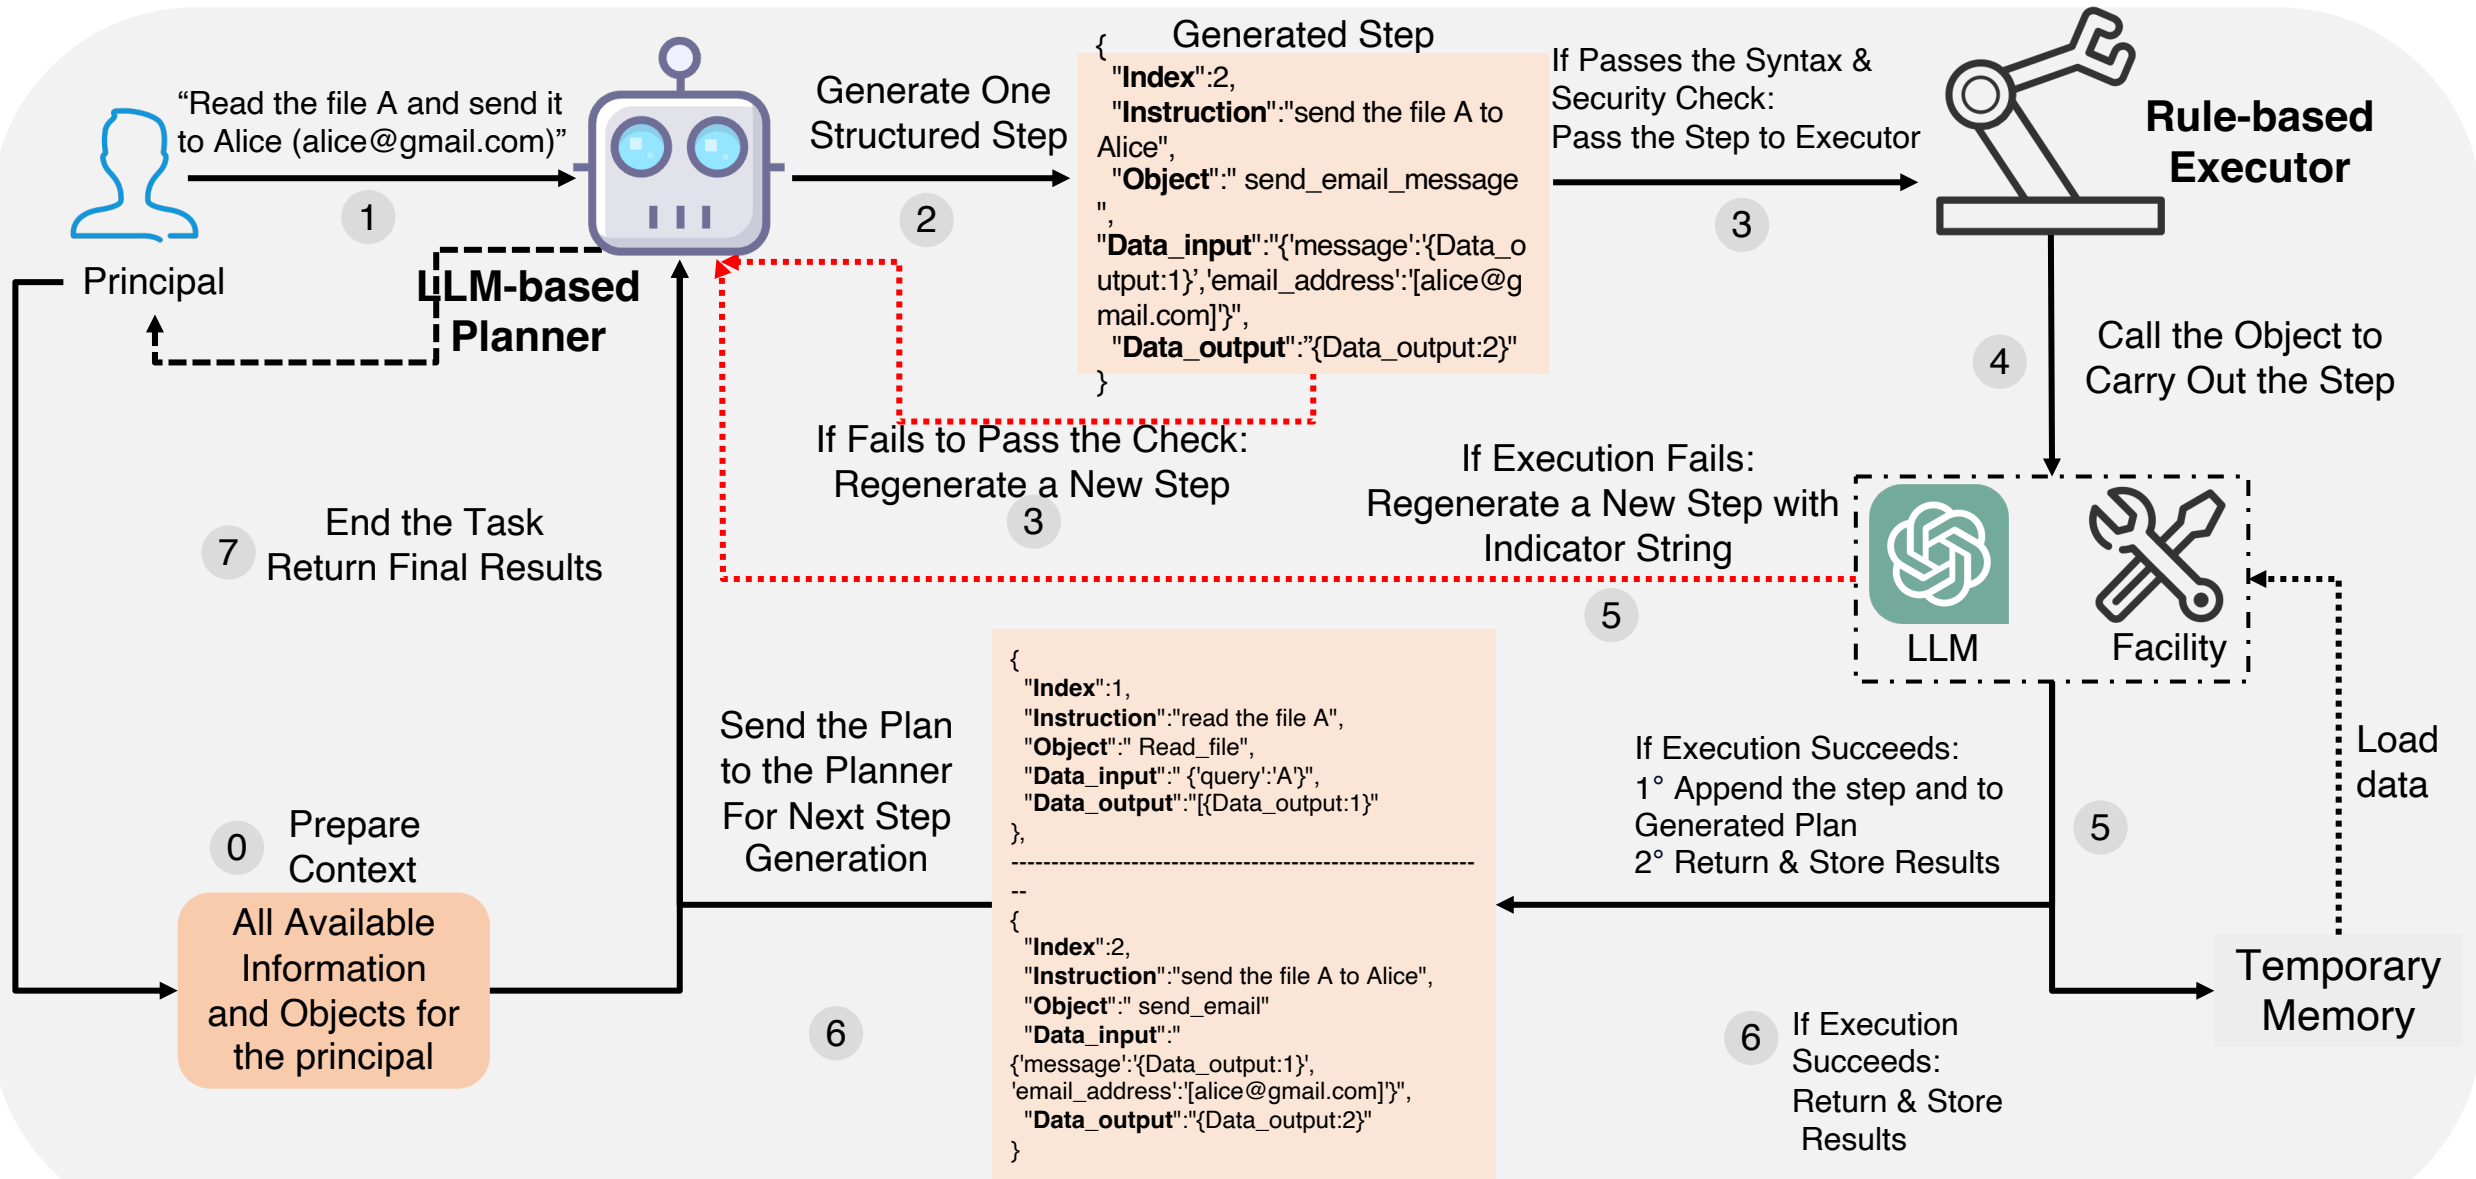 “Read the file A and send it
to Alice (alice@gmail.com)”
1
Principal
LLM-based
Planner
Generate One
Structured Step
2
Generated Step
{
"Index":2,
"Instruction":"send the file A to
Alice",
"Object":" send_email_message
",
"Data_input":"{'message':'{Data_o
utput:1}’,'email_address':'[alice@g
mail.com]'}",
"Data_output":”{Data_output:2}"
}
If Passes the Syntax &
Security Check:
Pass the Step to Executor
3
Rule-based
Executor
4
Call the Object to
Carry Out the Step
If Fails to Pass the Check:
Regenerate a New Step
3
If Execution Fails:
Regenerate a New Step with
Indicator String
5
LLM
Facility
7
End the Task
Return Final Results
0
Prepare
Context
All Available
Information
and Objects for
the principal
Send the Plan
to the Planner
For Next Step
Generation
6
{
"Index":1,
"Instruction":"read the file A",
"Object":" Read_file",
"Data_input":" {'query':'A'}",
"Data_output":"[{Data_output:1}"
},
----------------------------------------------------------
--
{
"Index":2,
"Instruction":"send the file A to Alice",
"Object":" send_email"
"Data_input":"
{'message':'{Data_output:1}',
'email_address':'[alice@gmail.com]'}",
"Data_output":"{Data_output:2}"
}
If Execution Succeeds:
1° Append the step and to
Generated Plan
2° Return & Store Results
5
Load
data
Temporary
Memory
6
If Execution
Succeeds:
Return & Store
Results